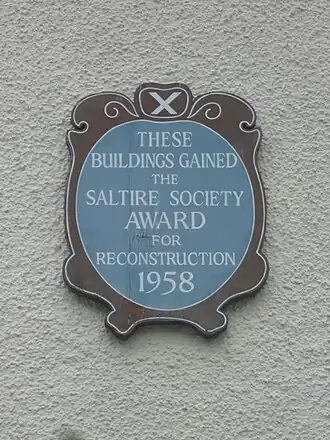 THESE
BUILDINGS GAINED
THE
SALTIRE SOCIETY
AWARD
FOR
RECONSTRUCTION
1958